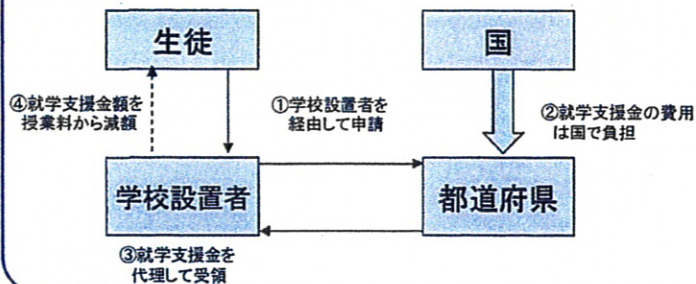 生徒
国
④就学支援金額を
授業料から減額
①学校設置者を
経由して申請
②就学支援金の費用
は国で負担
学校設置者
都道府県
③就学支援金を
代理して受領